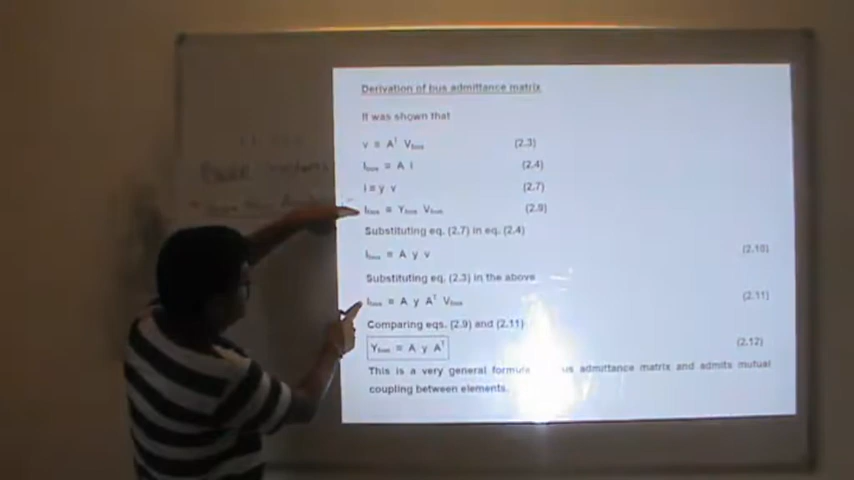 Derivation of bus admittance matrix
It was shown that
v = Aᵀ V_bus (2.3)
I_bus = A i (2.4)
i = y v (2.7)
I_bus = Y_bus V_bus (2.9)
Substituting eq. (2.7) in eq. (2.4)
I_bus = A y v (2.10)
Substituting eq. (2.3) in the above
I_bus = A y Aᵀ V_bus (2.11)
Comparing eqs. (2.9) and (2.11)
Y_bus = A y Aᵀ (2.12)
This is a very general formula admittance matrix and admits mutual
coupling between elements.